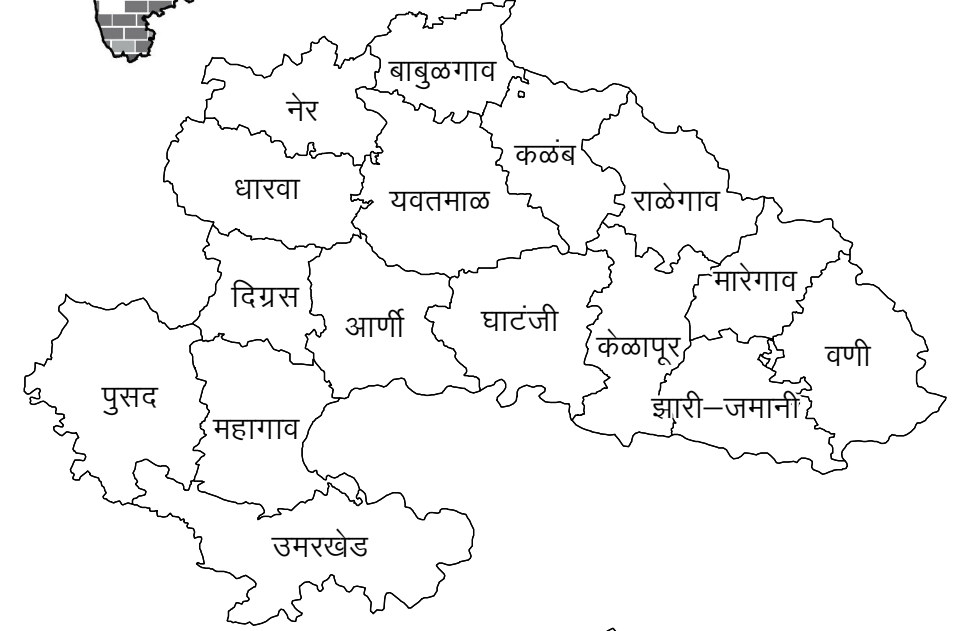 बाबुळगाव
नेर
कळंब
धारवा
यवतमाळ
राळेगाव
मारेगाव
दिग्रस
आर्णी
घाटंजी
केळापूर
वणी
पुसद
झारी–जमानी
महागाव
उमरखेड